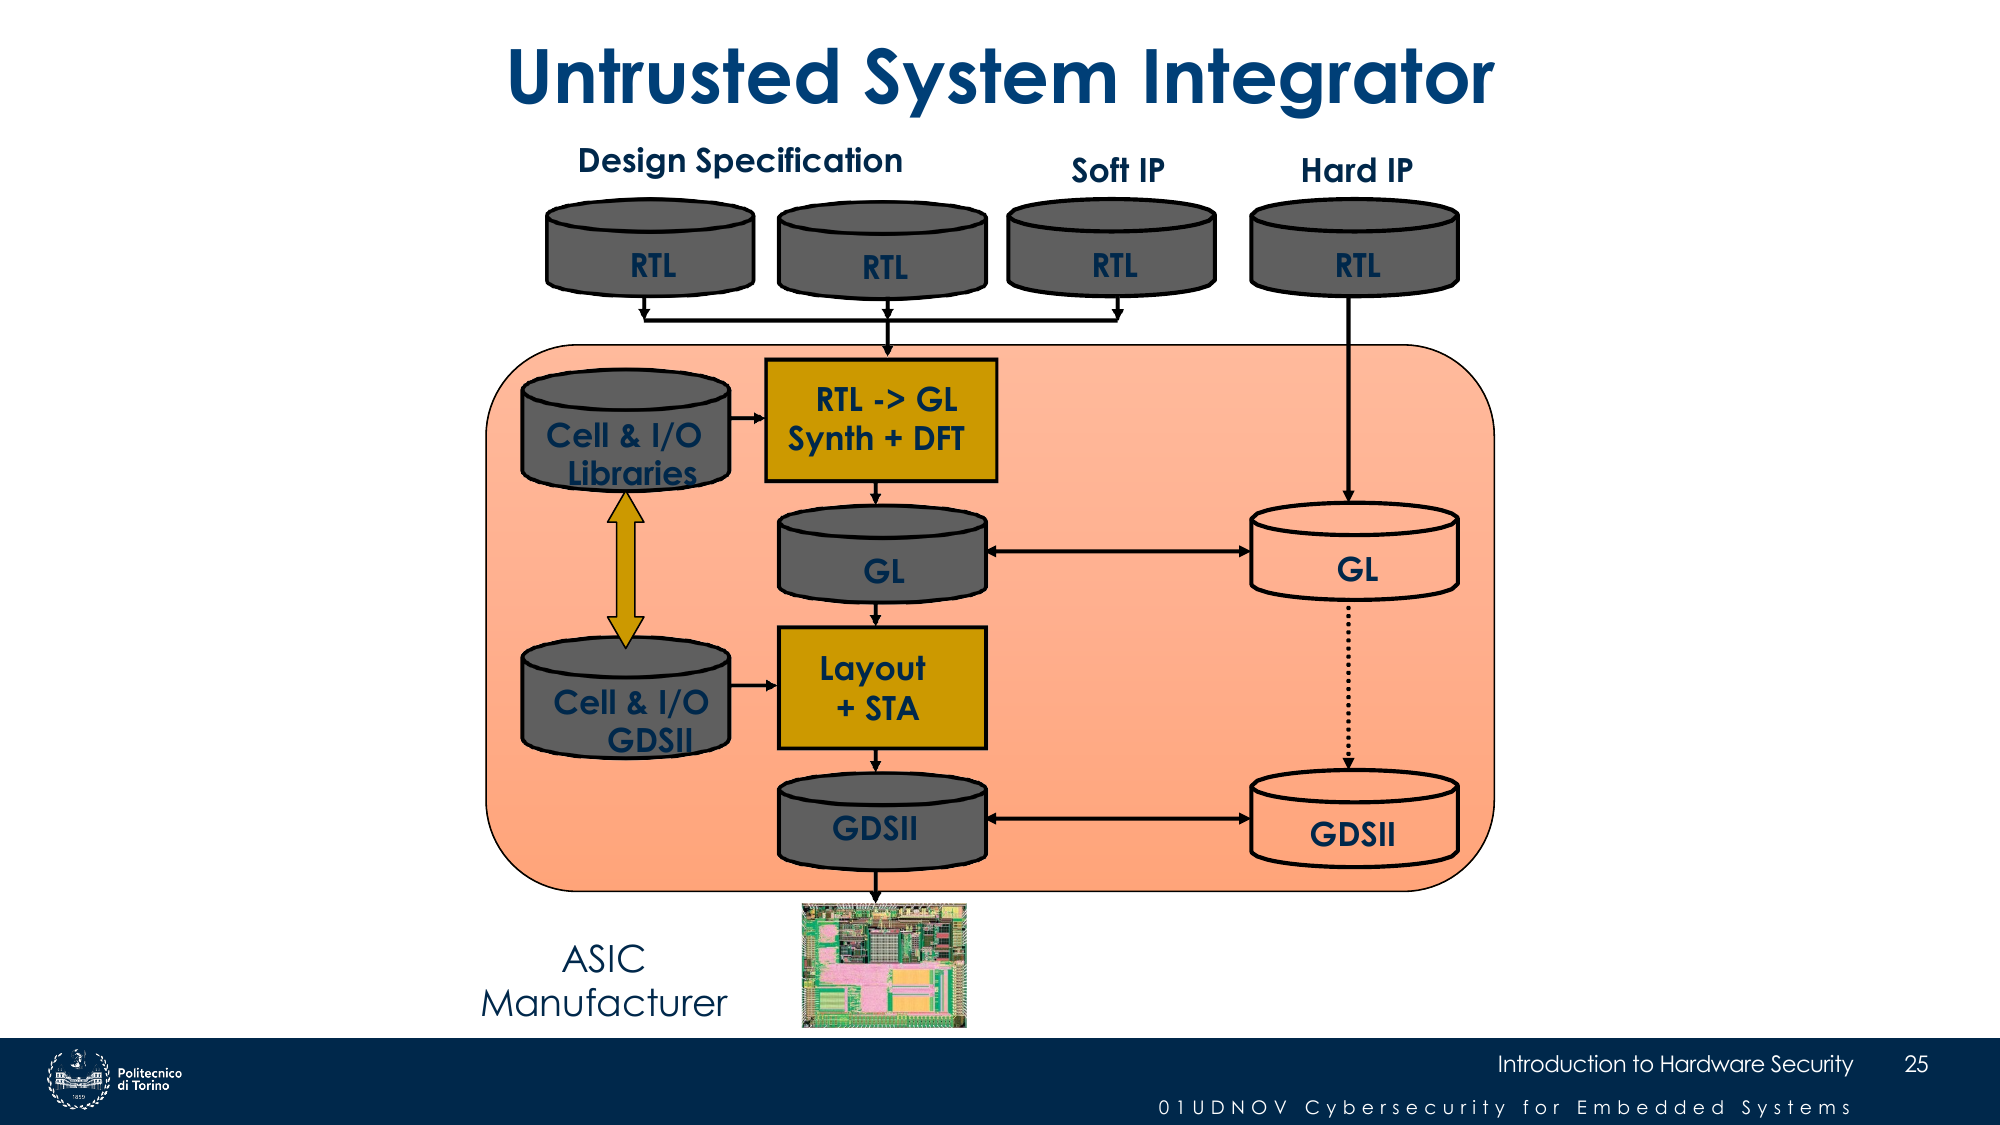 Untrusted System Integrator
Design Specification
Soft IP
Hard IP
RTL
RTL
RTL
RTL
RTL -> GL
Synth + DFT
Cell & I/O
Libraries
GL
GL
Layout
+ STA
Cell & I/O
GDSII
GDSII
GDSII
ASIC
Manufacturer
Politecnico
di Torino
1859
Introduction to Hardware Security
25
01UDNOV Cybersecurity for Embedded Systems